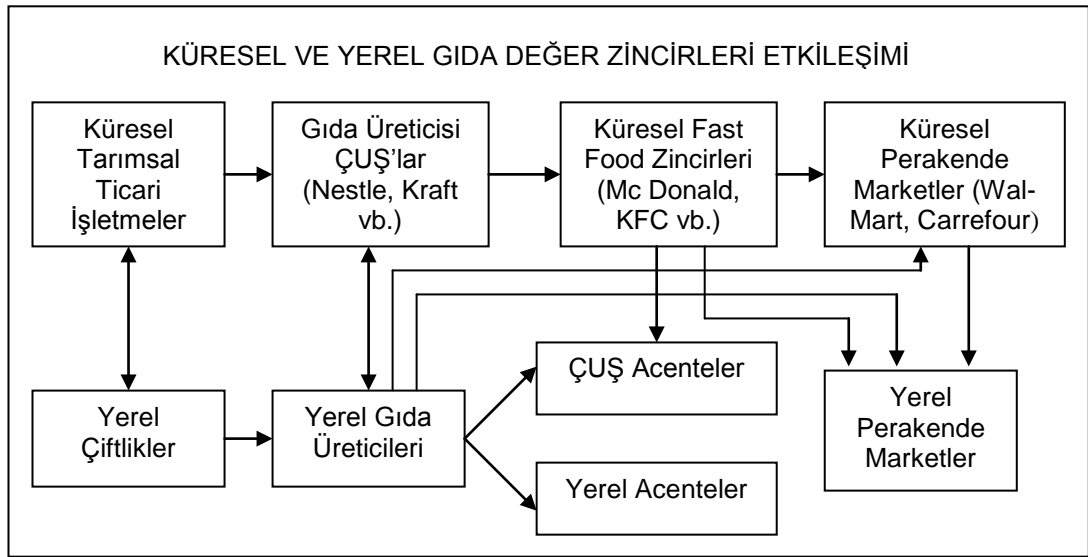 KÜRESEL VE YEREL GIDA DEĞER ZİNCİRLERİ ETKİLEŞİMİ
Küresel
Tarımsal
Ticari
İşletmeler
Gıda Üreticisi
ÇUŞ’lar
(Nestle, Kraft
vb.)
Küresel Fast
Food Zincirleri
(Mc Donald,
KFC vb.)
Küresel
Perakende
Marketler (Wal-
Mart, Carrefour)
Yerel
Çiftlikler
Yerel Gıda
Üreticileri
ÇUŞ Acenteler
Yerel Acenteler
Yerel
Perakende
Marketler